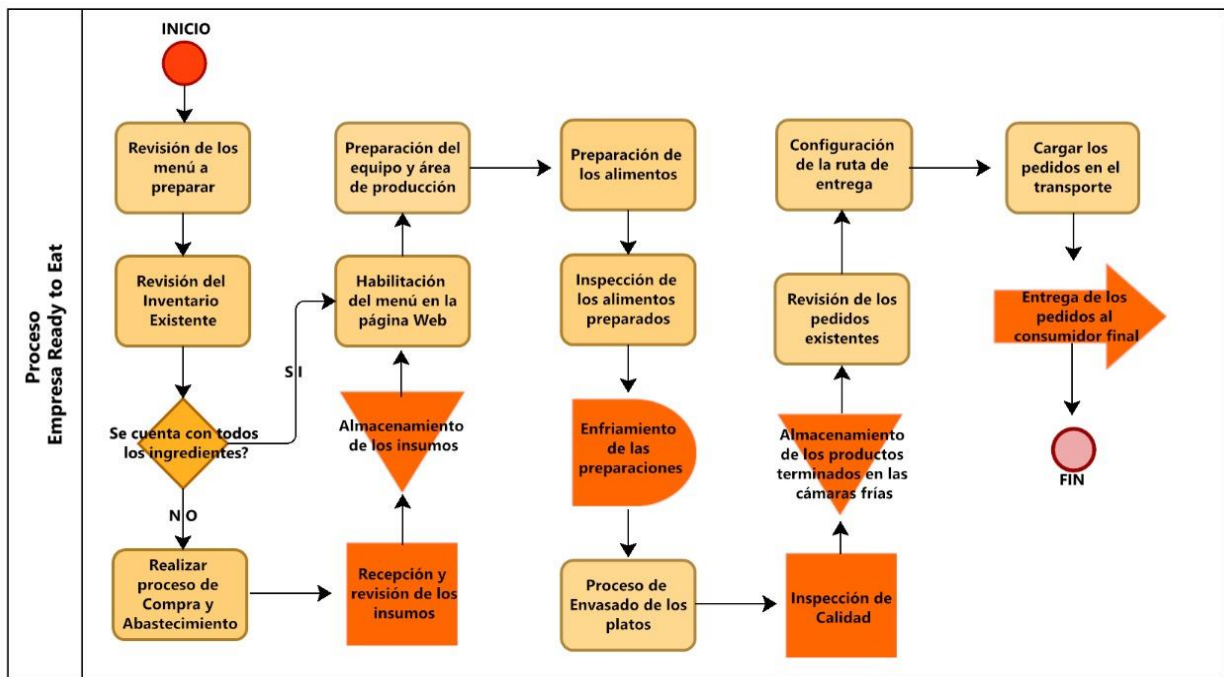 Proceso
Empresa Ready to Eat
INICIO
Revisión de los
menú a
preparar
Revisión del
Inventario
Existente
Se cuenta con todos
los ingredientes?
SI
NO
Realizar
proceso de
Compra y
Abastecimiento
Recepción y
revisión de los
insumos
Almacenamiento
de los insumos
Habilitación
del menú en la
página Web
Preparación del
equipo y área
de producción
Preparación de
los alimentos
Inspección de
los alimentos
preparados
Enfriamiento
de las
preparaciones
Proceso de
Envasado de los
platos
Inspección de
Calidad
Almacenamiento
de los productos
terminados en las
cámaras frías
Revisión de los
pedidos
existentes
Configuración
de la ruta de
entrega
Cargar los
pedidos en el
transporte
Entrega de los
pedidos al
consumidor final
FIN